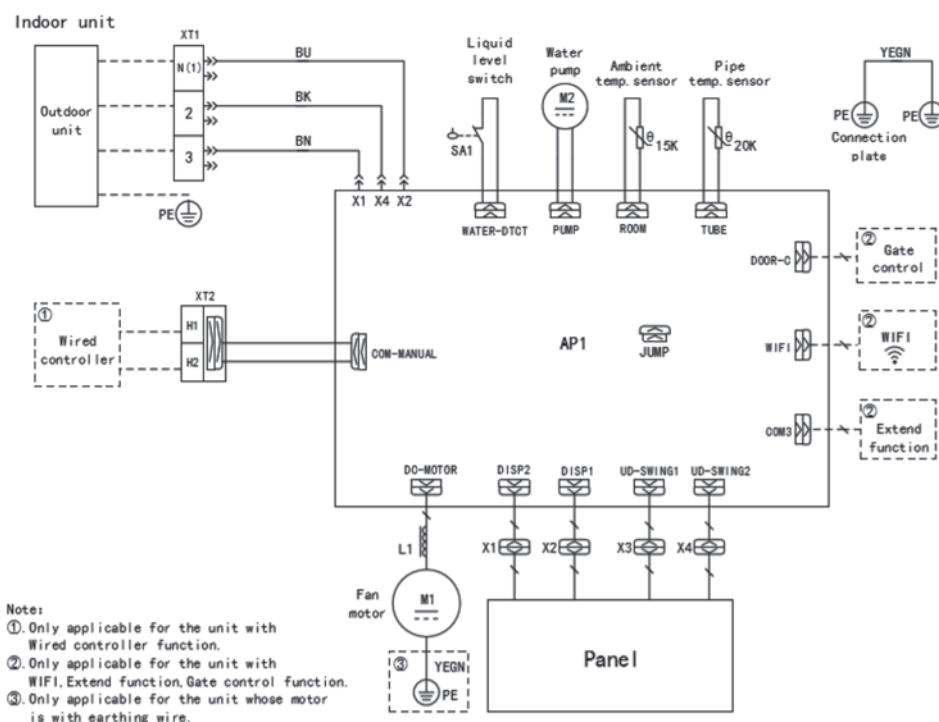 Indoor unit
XT1
Outdoor
unit
N(1)
2
3
BU
BK
BN
PE
X1
X4
X2
Liquid
level
switch
SA1
Water
pump
M2
Ambient
temp. sensor
θ
15K
Pipe
temp. sensor
θ
20K
YEGN
PE
PE
Connection
plate
WATER-DTCT
PUMP
ROOM
TUBE
DOOR-C
②
Gate
control
①
Wired
controller
XT2
H1
H2
COM-MANUAL
AP1
JUMP
WIFI
②
WIFI
COM3
②
Extend
function
DO-MOTOR
DISP2
DISP1
UD-SWING1
UD-SWING2
L1
X1
X2
X3
X4
Fan
motor
M1
③
YEGN
PE
Panel
Note:
①.Only applicable for the unit with
Wired controller function.
②.Only applicable for the unit with
WIFI,Extend function,Gate control function.
③.Only applicable for the unit whose motor
is with earthing wire.